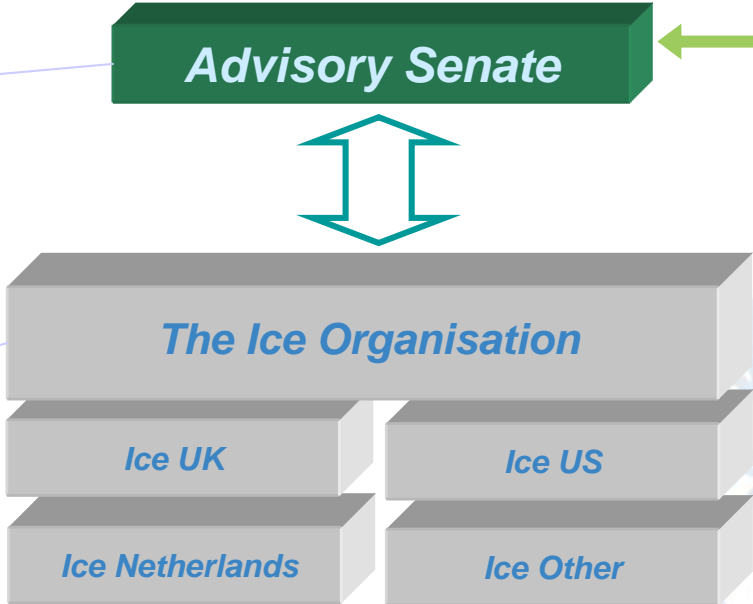 Advisory Senate
The Ice Organisation
Ice UK
Ice US
Ice Netherlands
Ice Other